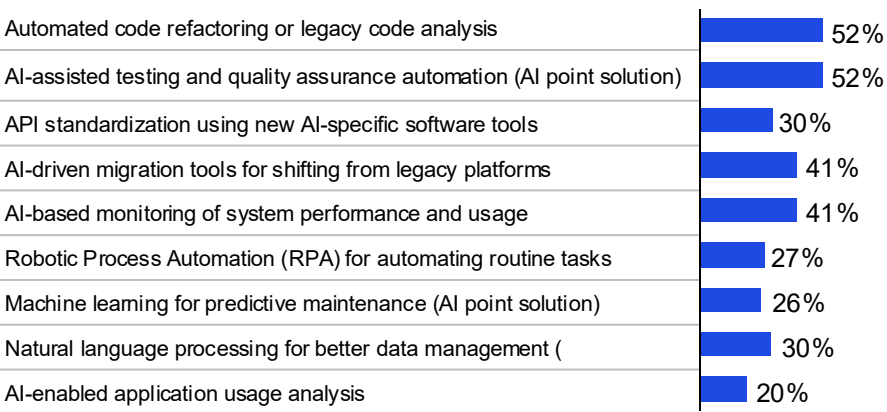 Automated code refactoring or legacy code analysis 52%
AI-assisted testing and quality assurance automation (AI point solution) 52%
API standardization using new AI-specific software tools 30%
AI-driven migration tools for shifting from legacy platforms 41%
AI-based monitoring of system performance and usage 41%
Robotic Process Automation (RPA) for automating routine tasks 27%
Machine learning for predictive maintenance (AI point solution) 26%
Natural language processing for better data management ( 30%
AI-enabled application usage analysis 20%